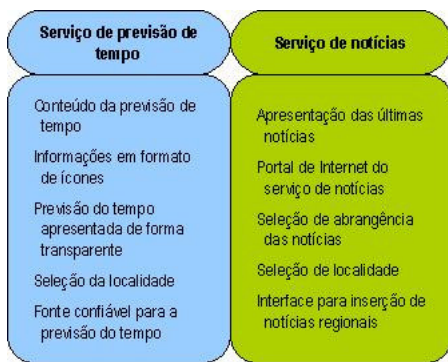 Serviço de previsão de
tempo
Conteúdo da previsão de
tempo
Informações em formato
de ícones
Previsão do tempo
apresentada de forma
transparente
Seleção da localidade
Fonte confiável para a
previsão do tempo
Serviço de notícias
Apresentação das últimas
notícias
Portal de Internet do
serviço de notícias
Seleção de abrangência
das notícias
Seleção de localidade
Interface para inserção de
notícias regionais